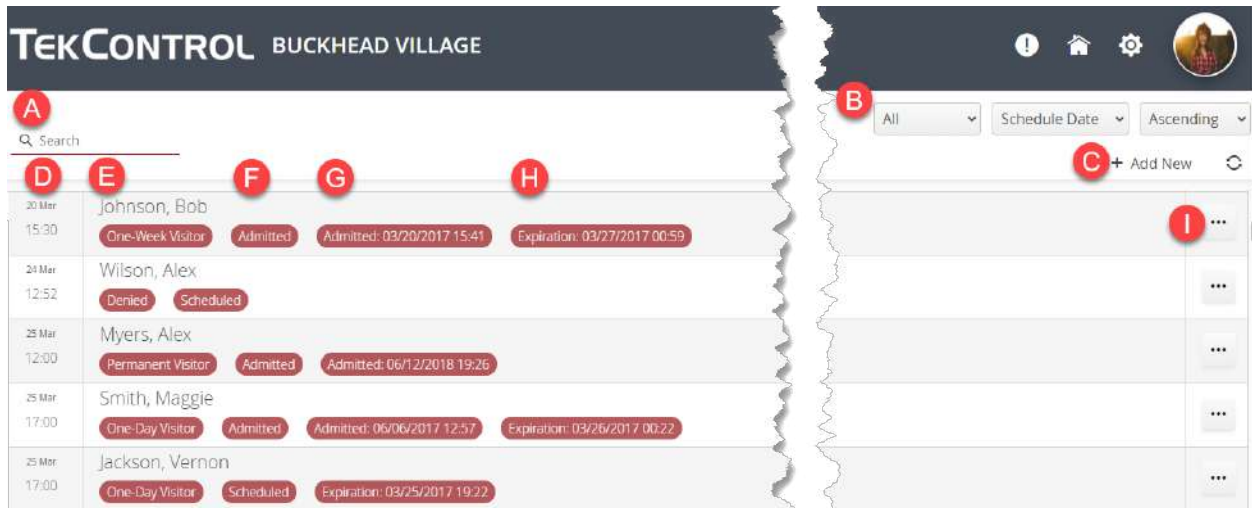 TEKCONTROL BUCKHEAD VILLAGE
A
B
All Schedule Date Ascending
Search
C + Add New
D E F G H
20 Mar Johnson, Bob
15:30 One-Week Visitor Admitted Admitted: 03/20/2017 15:41 Expiration: 03/27/2017 00:59
I
24 Mar Wilson, Alex
12:52 Denied Scheduled
25 Mar Myers, Alex
12:00 Permanent Visitor Admitted Admitted: 06/12/2018 19:26
25 Mar Smith, Maggie
17:00 One-Day Visitor Admitted Admitted: 06/06/2017 12:57 Expiration: 03/26/2017 00:22
25 Mar Jackson, Vernon
17:00 One-Day Visitor Scheduled Expiration: 03/25/2017 19:22